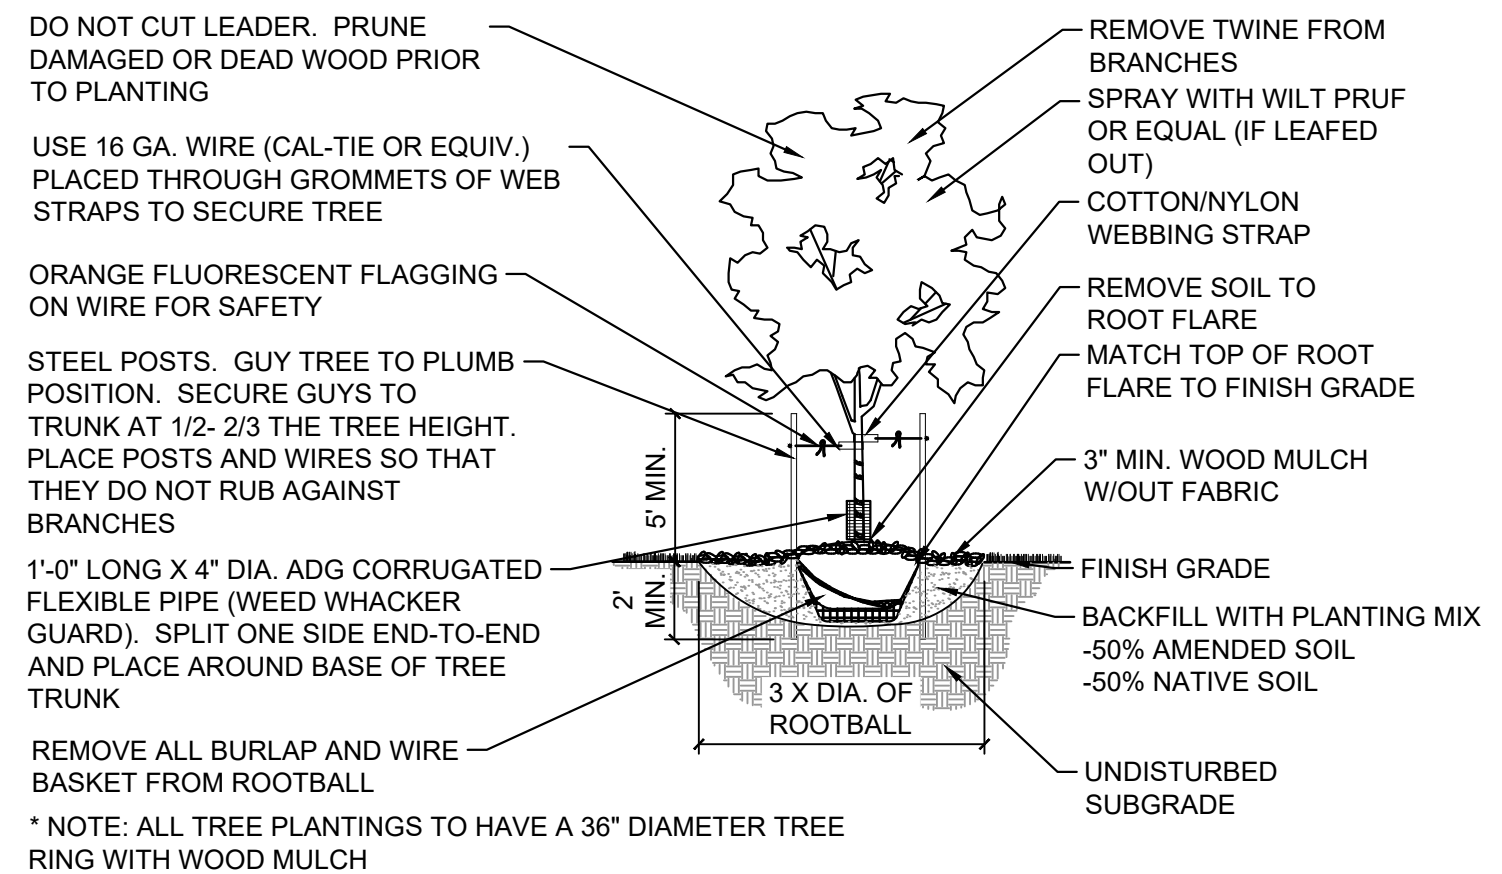 DO NOT CUT LEADER. PRUNE
DAMAGED OR DEAD WOOD PRIOR
TO PLANTING
USE 16 GA. WIRE (CAL-TIE OR EQUIV.)
PLACED THROUGH GROMMETS OF WEB
STRAPS TO SECURE TREE
ORANGE FLUORESCENT FLAGGING
ON WIRE FOR SAFETY
STEEL POSTS. GUY TREE TO PLUMB
POSITION. SECURE GUYS TO
TRUNK AT 1/2- 2/3 THE TREE HEIGHT.
PLACE POSTS AND WIRES SO THAT
THEY DO NOT RUB AGAINST
BRANCHES
1'-0" LONG X 4" DIA. ADG CORRUGATED
FLEXIBLE PIPE (WEED WHACKER
GUARD). SPLIT ONE SIDE END-TO-END
AND PLACE AROUND BASE OF TREE
TRUNK
REMOVE ALL BURLAP AND WIRE
BASKET FROM ROOTBALL
* NOTE: ALL TREE PLANTINGS TO HAVE A 36" DIAMETER TREE
RING WITH WOOD MULCH
5' MIN.
2'
MIN.
3 X DIA. OF
ROOTBALL
REMOVE TWINE FROM
BRANCHES
SPRAY WITH WILT PRUF
OR EQUAL (IF LEAFED
OUT)
COTTON/NYLON
WEBBING STRAP
REMOVE SOIL TO
ROOT FLARE
MATCH TOP OF ROOT
FLARE TO FINISH GRADE
3" MIN. WOOD MULCH
W/OUT FABRIC
FINISH GRADE
BACKFILL WITH PLANTING MIX
-50% AMENDED SOIL
-50% NATIVE SOIL
UNDISTURBED
SUBGRADE